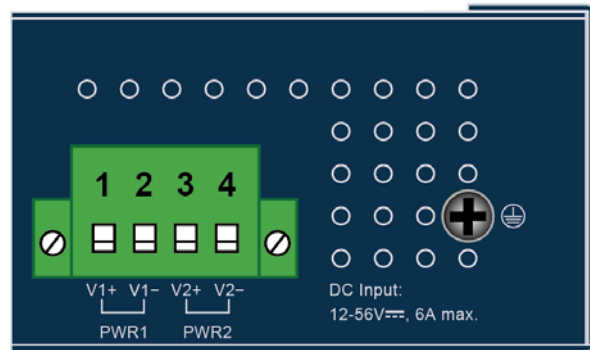 1 2 3 4
V1+ V1− V2+ V2−
PWR1 PWR2
DC Input:
12-56V⎓, 6A max.